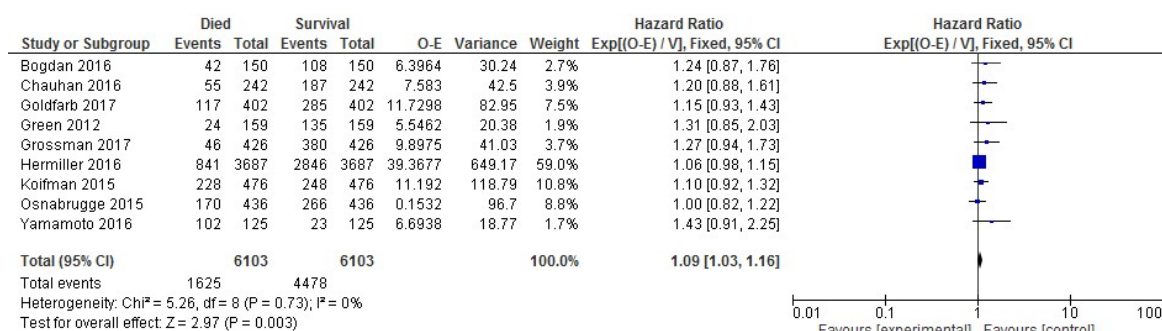 Died Survival Hazard Ratio Hazard Ratio
Study or Subgroup Events Total Events Total O-E Variance Weight Exp[(O-E) / V], Fixed, 95% CI Exp[(O-E) / V], Fixed, 95% CI
Bogdan 2016 42 150 108 150 6.3964 30.24 2.7% 1.24 [0.87, 1.76]
Chauhan 2016 55 242 187 242 7.583 42.5 3.9% 1.20 [0.88, 1.61]
Goldfarb 2017 117 402 285 402 11.7298 82.95 7.5% 1.15 [0.93, 1.43]
Green 2012 24 159 135 159 5.5462 20.38 1.9% 1.31 [0.85, 2.03]
Grossman 2017 46 426 380 426 9.8975 41.03 3.7% 1.27 [0.94, 1.73]
Hermiller 2016 841 3687 2846 3687 39.3677 649.17 59.0% 1.06 [0.98, 1.15]
Koifman 2015 228 476 248 476 11.192 118.79 10.8% 1.10 [0.92, 1.32]
Osnabrugge 2015 170 436 266 436 0.1532 96.7 8.8% 1.00 [0.82, 1.22]
Yamamoto 2016 102 125 23 125 6.6938 18.77 1.7% 1.43 [0.91, 2.25]
Total (95% CI) 6103 6103 100.0% 1.09 [1.03, 1.16]
Total events 1625 4478
Heterogeneity: Chi² = 5.26, df = 8 (P = 0.73); I² = 0%
Test for overall effect: Z = 2.97 (P = 0.003)
0.01 0.1 1 10 100
Favours [experimental] Favours [control]